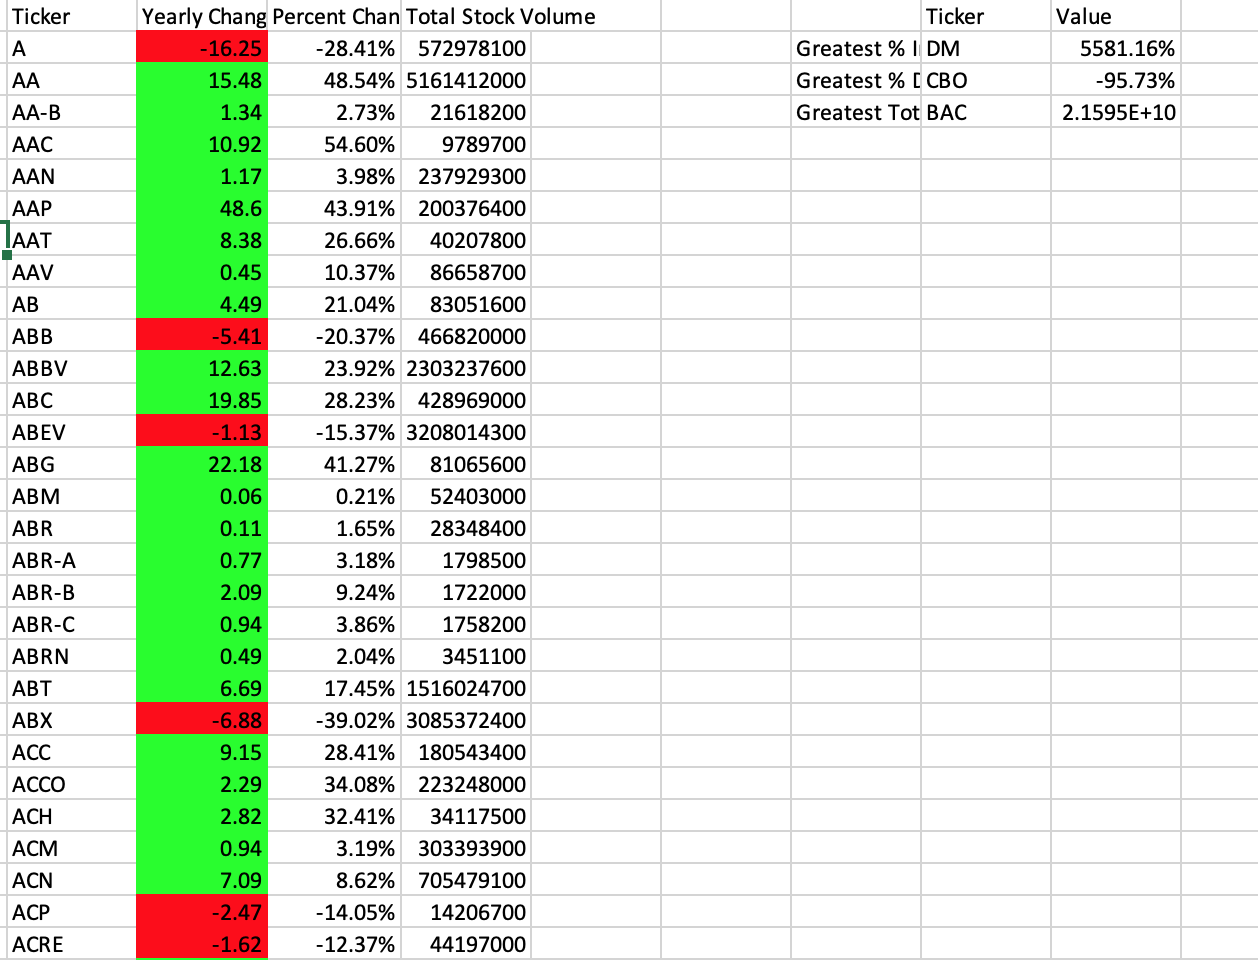 Ticker Yearly Chang Percent Chan Total Stock Volume Ticker Value
A -16.25 -28.41% 572978100 Greatest % I DM 5581.16%
AA 15.48 48.54% 5161412000 Greatest % D CBO -95.73%
AA-B 1.34 2.73% 21618200 Greatest Tot BAC 2.1595E+10
AAC 10.92 54.60% 9789700
AAN 1.17 3.98% 237929300
AAP 48.6 43.91% 200376400
AAT 8.38 26.66% 40207800
AAV 0.45 10.37% 86658700
AB 4.49 21.04% 83051600
ABB -5.41 -20.37% 466820000
ABBV 12.63 23.92% 2303237600
ABC 19.85 28.23% 428969000
ABEV -1.13 -15.37% 3208014300
ABG 22.18 41.27% 81065600
ABM 0.06 0.21% 52403000
ABR 0.11 1.65% 28348400
ABR-A 0.77 3.18% 1798500
ABR-B 2.09 9.24% 1722000
ABR-C 0.94 3.86% 1758200
ABRN 0.49 2.04% 3451100
ABT 6.69 17.45% 1516024700
ABX -6.88 -39.02% 3085372400
ACC 9.15 28.41% 180543400
ACCO 2.29 34.08% 223248000
ACH 2.82 32.41% 34117500
ACM 0.94 3.19% 303393900
ACN 7.09 8.62% 705479100
ACP -2.47 -14.05% 14206700
ACRE -1.62 -12.37% 44197000